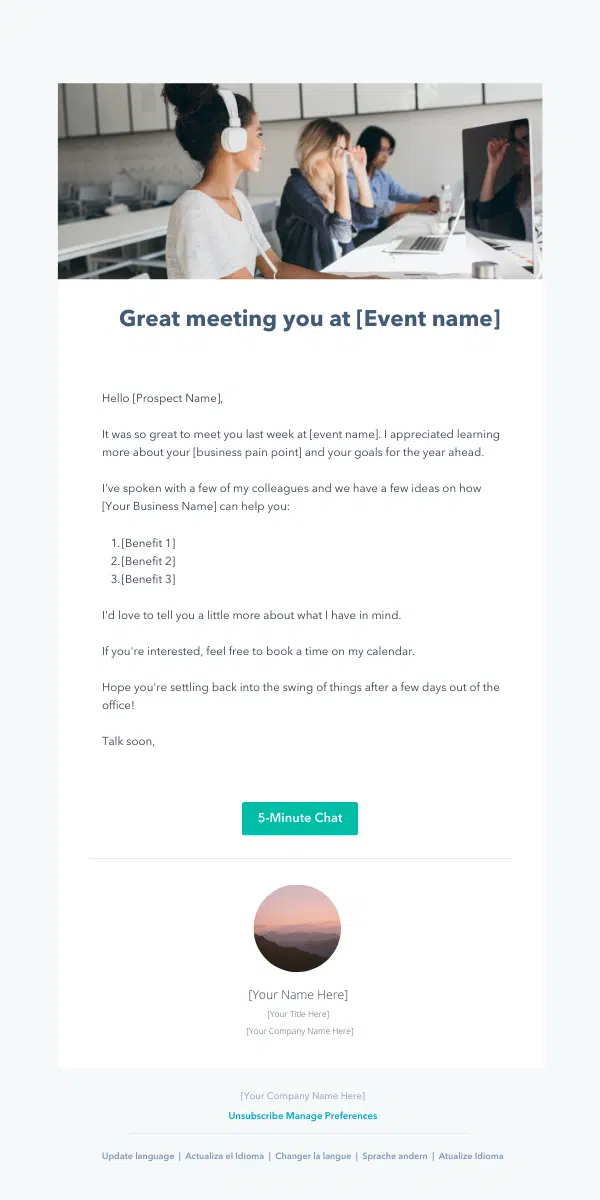 Great meeting you at [Event name]
Hello [Prospect Name],
It was so great to meet you last week at [event name]. I appreciated learning
more about your [business pain point] and your goals for the year ahead.
I've spoken with a few of my colleagues and we have a few ideas on how
[Your Business Name] can help you:
1.[Benefit 1]
2.[Benefit 2]
3.[Benefit 3]
I'd love to tell you a little more about what I have in mind.
If you're interested, feel free to book a time on my calendar.
Hope you're settling back into the swing of things after a few days out of the
office!
Talk soon,
5-Minute Chat
[Your Name Here]
[Your Title Here]
[Your Company Name Here]
[Your Company Name Here]
Unsubscribe Manage Preferences
Update language | Actualiza el Idioma | Changer la langue | Sprache andern | Atualize Idioma